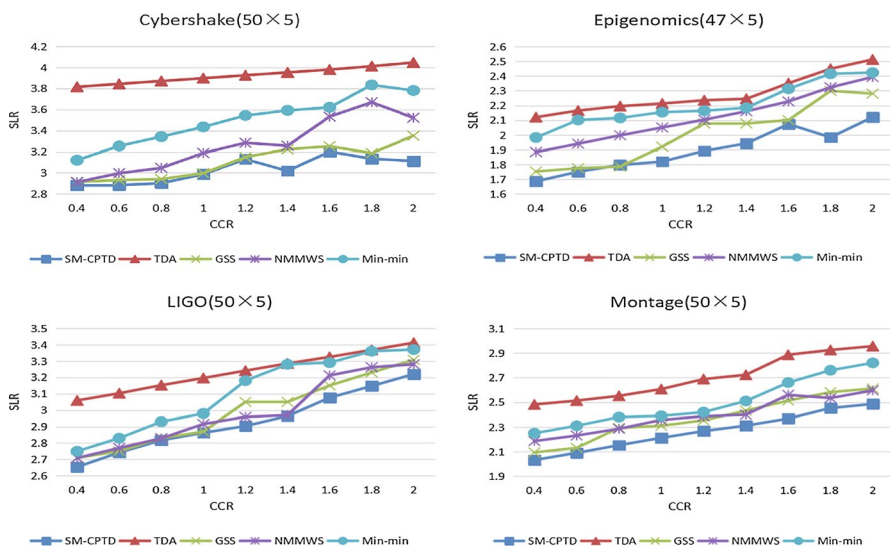 Cybershake(50×5)
4.2
4
3.8
3.6
3.4
3.2
3
2.8
SLR
0.4 0.6 0.8 1 1.2 1.4 1.6 1.8 2
CCR
SM-CPTD TDA GSS NMMWS Min-min
Epigenomics(47×5)
2.6
2.5
2.4
2.3
2.2
2.1
2
1.9
1.8
1.7
1.6
SLR
0.4 0.6 0.8 1 1.2 1.4 1.6 1.8 2
CCR
SM-CPTD TDA GSS NMMWS Min-min
LIGO(50×5)
3.5
3.4
3.3
3.2
3.1
3
2.9
2.8
2.7
2.6
SLR
0.4 0.6 0.8 1 1.2 1.4 1.6 1.8 2
CCR
SM-CPTD TDA GSS NMMWS Min-min
Montage(50×5)
3.1
2.9
2.7
2.5
2.3
2.1
1.9
SLR
0.4 0.6 0.8 1 1.2 1.4 1.6 1.8 2
CCR
SM-CPTD TDA GSS NMMWS Min-min